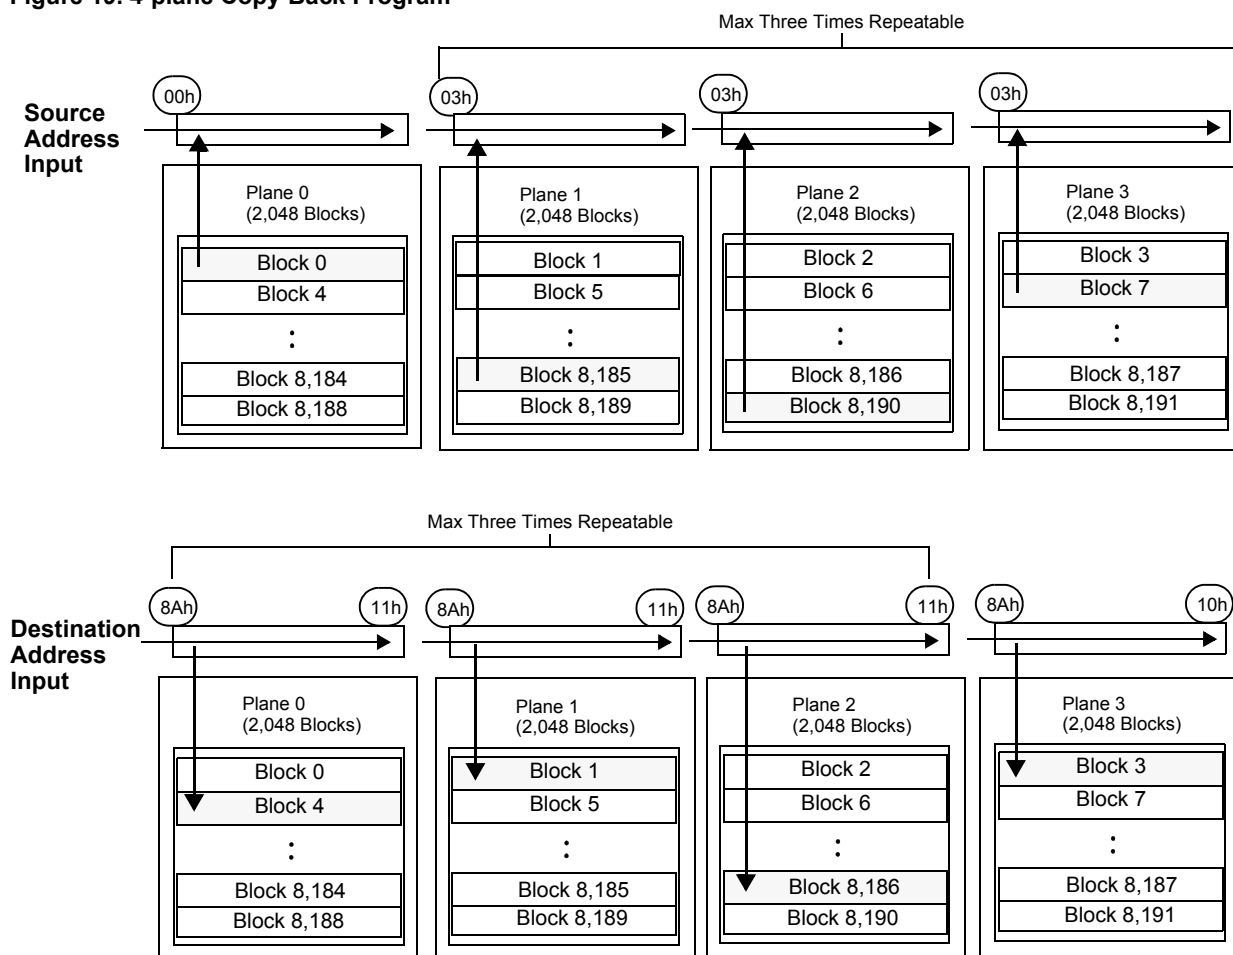 Max Three Times Repeatable
Source
Address
Input
00h
03h
03h
03h
Plane 0
(2,048 Blocks)
Block 0
Block 4
:
Block 8,184
Block 8,188
Plane 1
(2,048 Blocks)
Block 1
Block 5
:
Block 8,185
Block 8,189
Plane 2
(2,048 Blocks)
Block 2
Block 6
:
Block 8,186
Block 8,190
Plane 3
(2,048 Blocks)
Block 3
Block 7
:
Block 8,187
Block 8,191
Max Three Times Repeatable
Destination
Address
Input
8Ah
11h
8Ah
11h
8Ah
11h
8Ah
10h
Plane 0
(2,048 Blocks)
Block 0
Block 4
:
Block 8,184
Block 8,188
Plane 1
(2,048 Blocks)
Block 1
Block 5
:
Block 8,185
Block 8,189
Plane 2
(2,048 Blocks)
Block 2
Block 6
:
Block 8,186
Block 8,190
Plane 3
(2,048 Blocks)
Block 3
Block 7
:
Block 8,187
Block 8,191